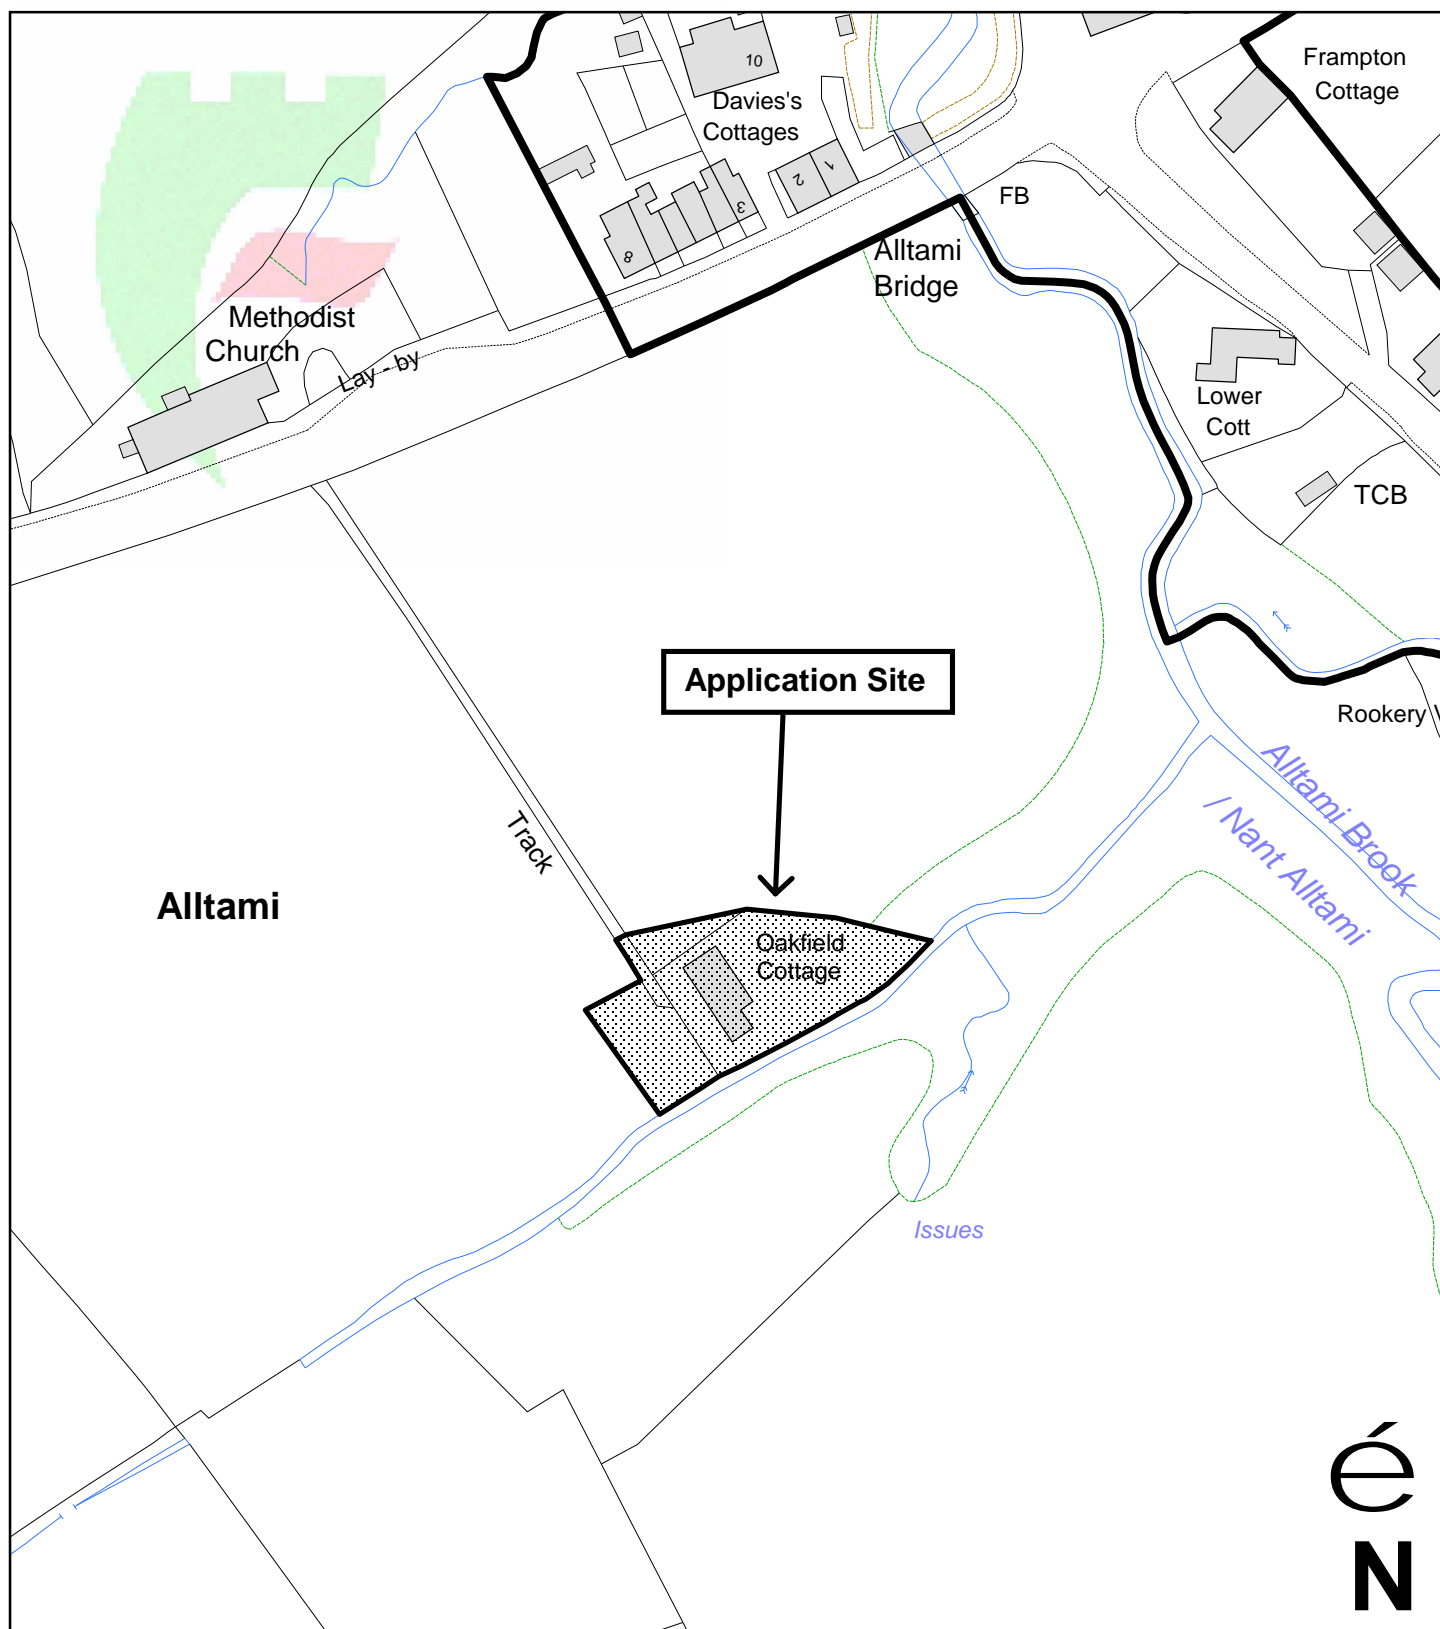 Frampton
Cottage
10
Davies's
Cottages
1
2
3
8
FB
Alltami
Bridge
Methodist
Church
Lay - by
Lower
Cott
TCB
Application Site
Rookery
Alltami Brook
/ Nant Alltami
Track
Alltami
Oakfield
Cottage
Issues
é
N